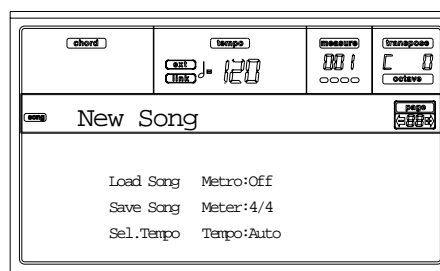 chord tempo measure transpose
ext
link ♩= 120 001 [ 0
octave
song New Song page
00
Load Song Metro:Off
Save Song Meter:4/4
Sel.Tempo Tempo:Auto